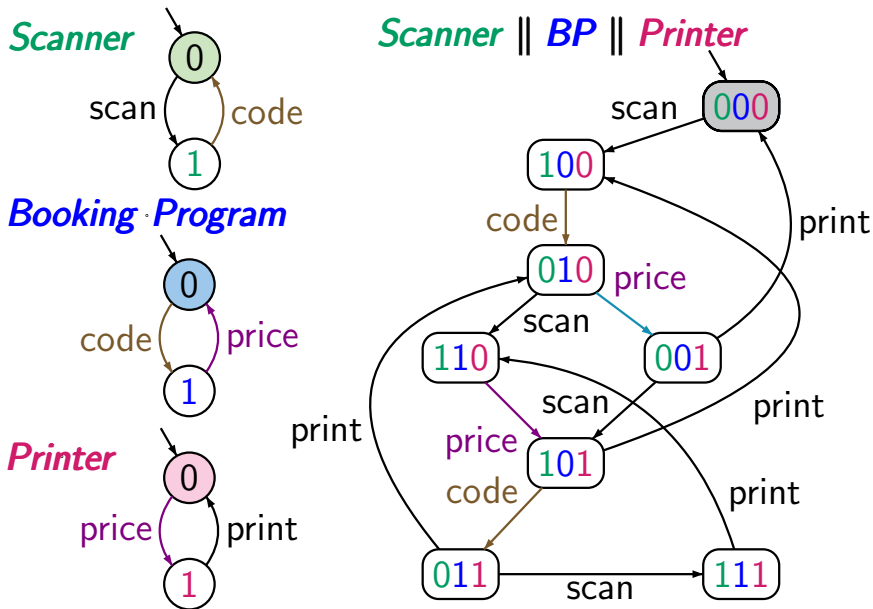 Scanner
0
scan
code
1
Booking Program
0
code
price
1
Printer
0
price
print
1
Scanner || BP || Printer
000
scan
100
code
print
010
price
scan
110
001
scan
print
price
print
101
code
print
011
scan
111